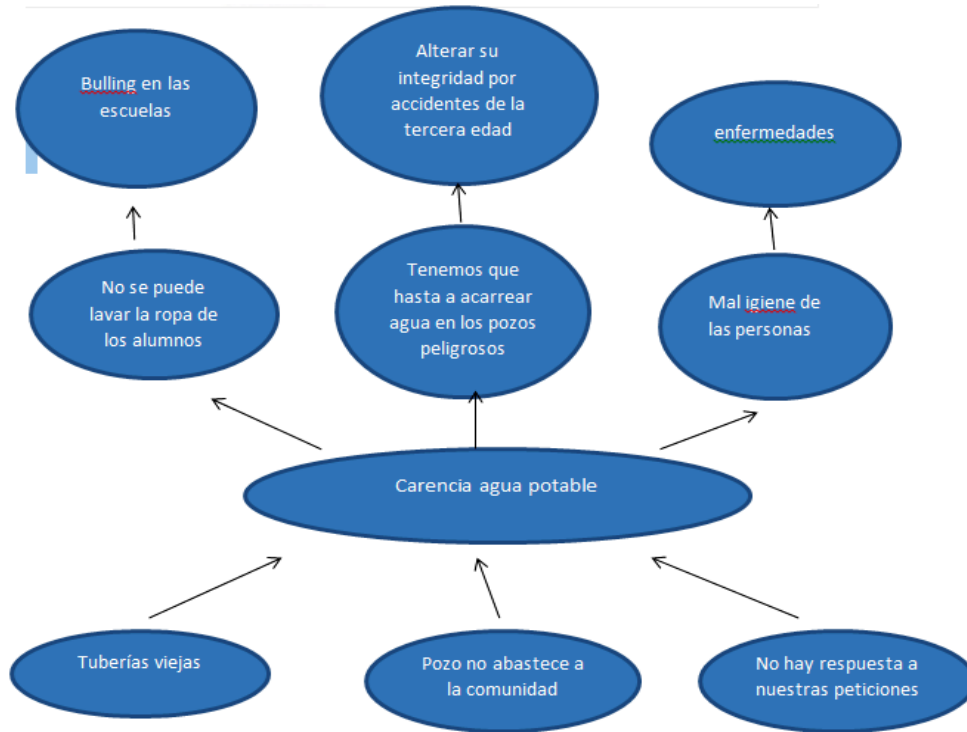 Bulling en las
escuelas
Alterar su
integridad por
accidentes de la
tercera edad
enfermedades
No se puede
lavar la ropa de
los alumnos
Tenemos que
hasta a acarrear
agua en los pozos
peligrosos
Mal igiene de
las personas
Carencia agua potable
Tuberías viejas
Pozo no abastece a
la comunidad
No hay respuesta a
nuestras peticiones